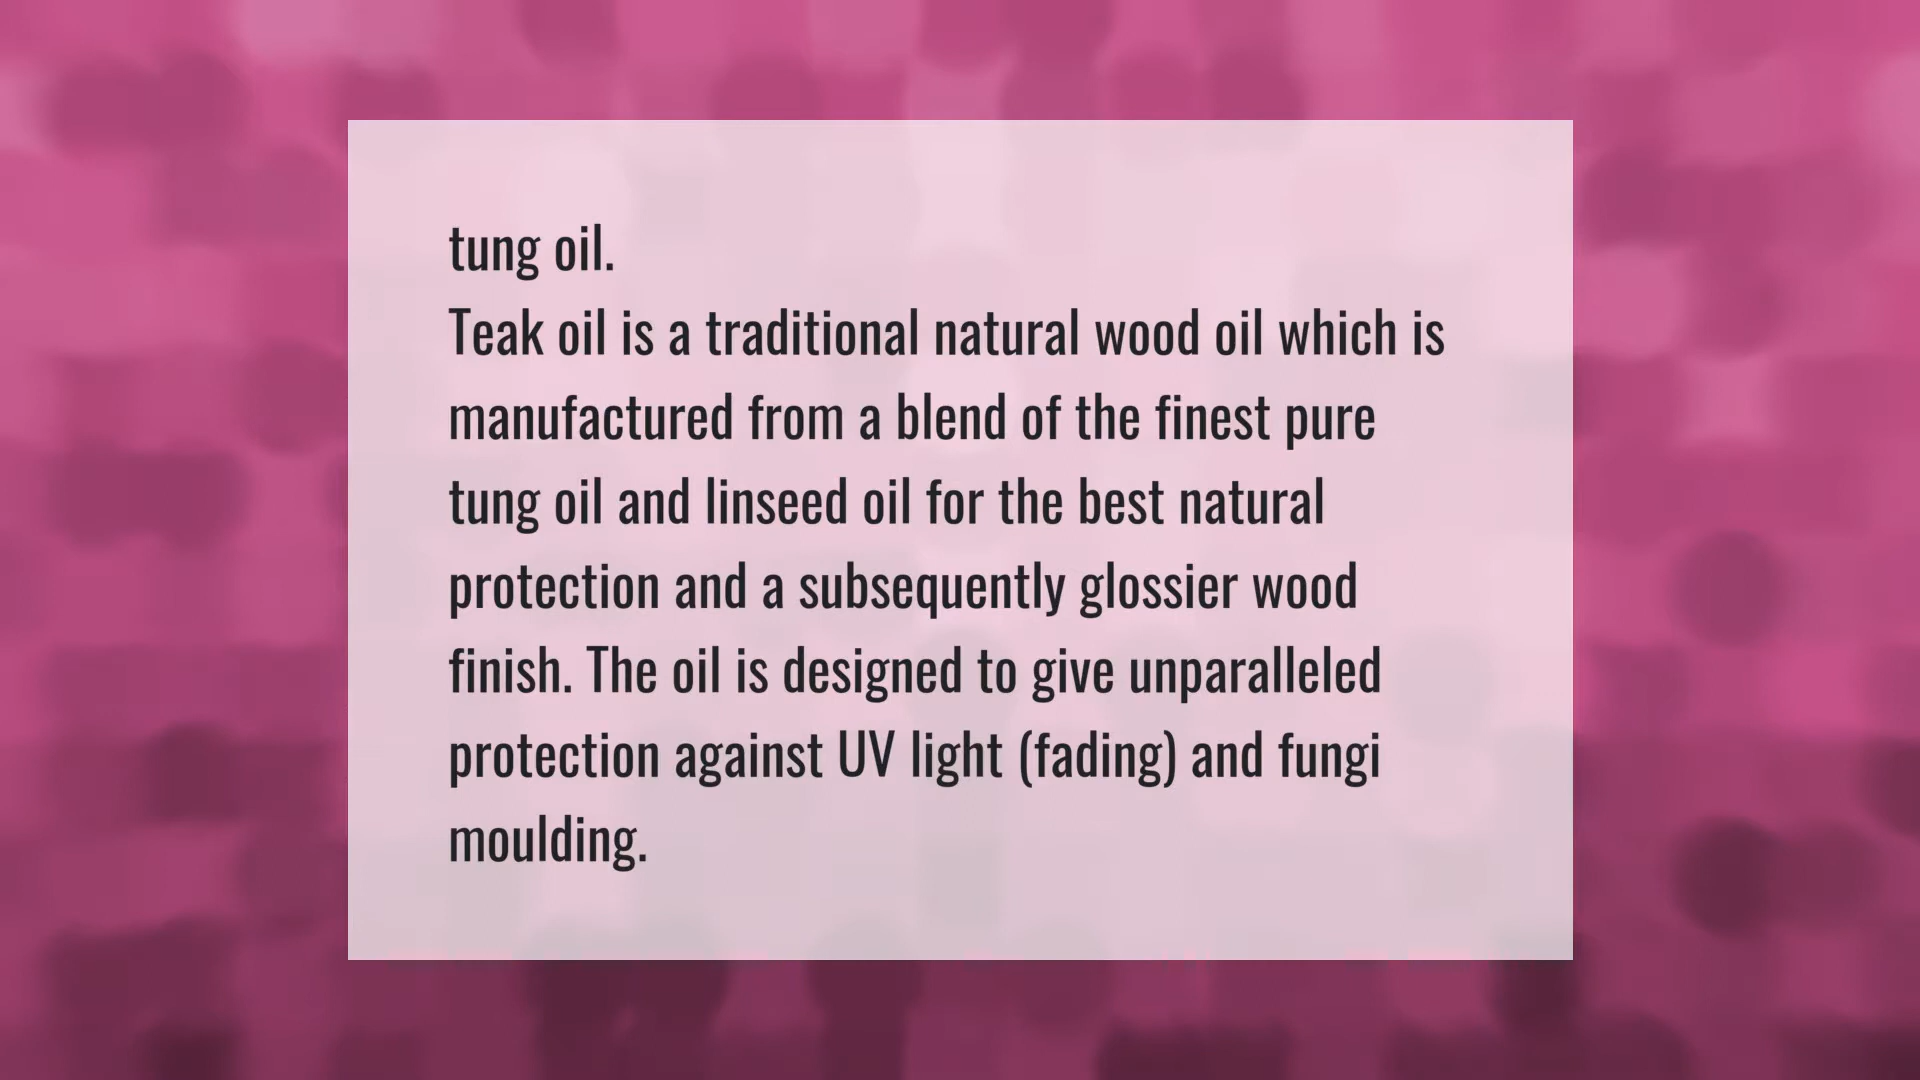 tung oil.
Teak oil is a traditional natural wood oil which is
manufactured from a blend of the finest pure
tung oil and linseed oil for the best natural
protection and a subsequently glossier wood
finish. The oil is designed to give unparalleled
protection against UV light (fading) and fungi
moulding.